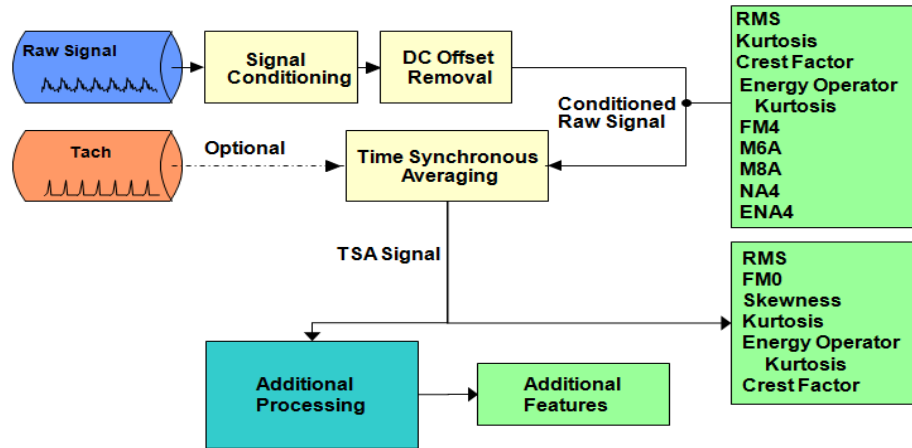 Raw Signal
Signal
Conditioning
DC Offset
Removal
RMS
Kurtosis
Crest Factor
Energy Operator
Kurtosis
FM4
M6A
M8A
NA4
ENA4
Conditioned
Raw Signal
Tach
Optional
Time Synchronous
Averaging
TSA Signal
RMS
FM0
Skewness
Kurtosis
Energy Operator
Kurtosis
Crest Factor
Additional
Processing
Additional
Features